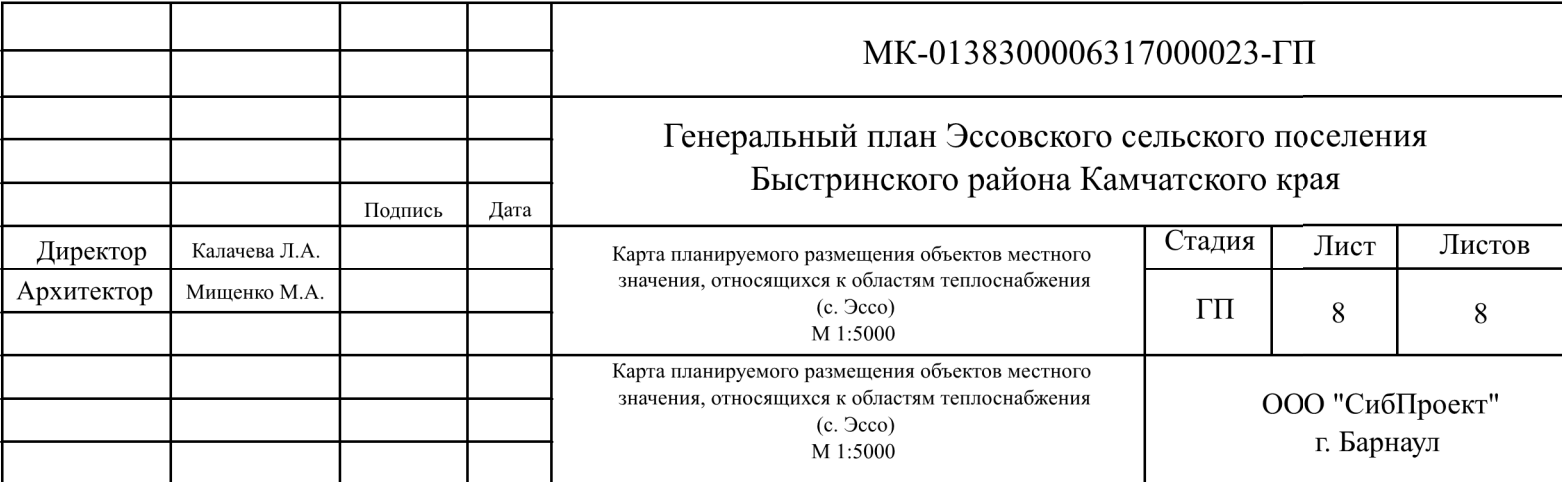 МК-0138300006317000023-ГП
Генеральный план Эссовского сельского поселения
Быстринского района Камчатского края
Подпись Дата
Директор Калачева Л.А.
Архитектор Мищенко М.А.
Карта планируемого размещения объектов местного
значения, относящихся к областям теплоснабжения
(с. Эссо)
М 1:5000
Стадия Лист Листов
ГП 8 8
Карта планируемого размещения объектов местного
значения, относящихся к областям теплоснабжения
(с. Эссо)
М 1:5000
ООО "СибПроект"
г. Барнаул